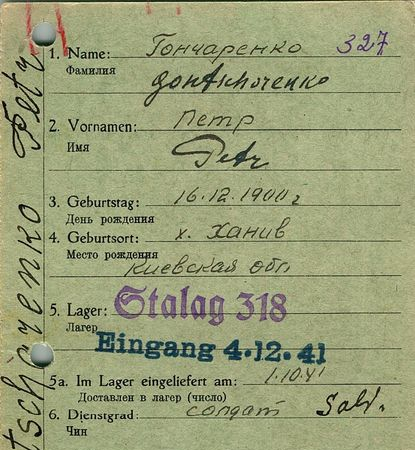 1. Name: Гончаренко 327
Фамилия
Gontscharenko
2. Vornamen: Петр
Имя
Petr
3. Geburtstag: 16.12.1900 г
День рождения
4. Geburtsort: х. Ханив
Место рождения
Киевская обл
5. Lager: Stalag 318
Лагер
Eingang 4.12.41
5a. Im Lager eingeliefert am: 1.10.41
Доставлен в лагер (число)
6. Dienstgrad: солдат Sold.
Чин
tscharenko Petr